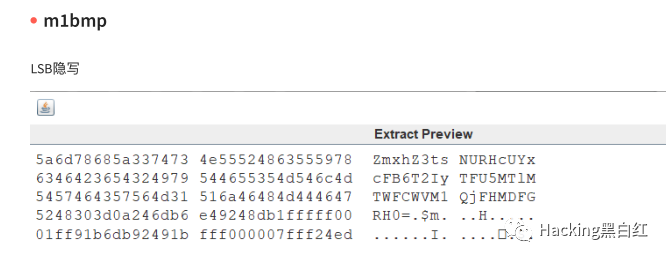 m1bmp
LSB隐写
Extract Preview
5a6d78685a337473 4e55524863555978 ZmxhZ3ts NURHcUYx
6346423654324979 544655354d546c4d cFB6T2Iy TFU5MTlM
5457464357564d31 516a46484d444647 TWFCWVM1 QjFHMDFG
5248303d0a246db6 e49248db1fffff00 RH0=.$m. ..H.....
01ff91b6db92491b fff000007fff24ed ......I. ....
Hacking黑白红